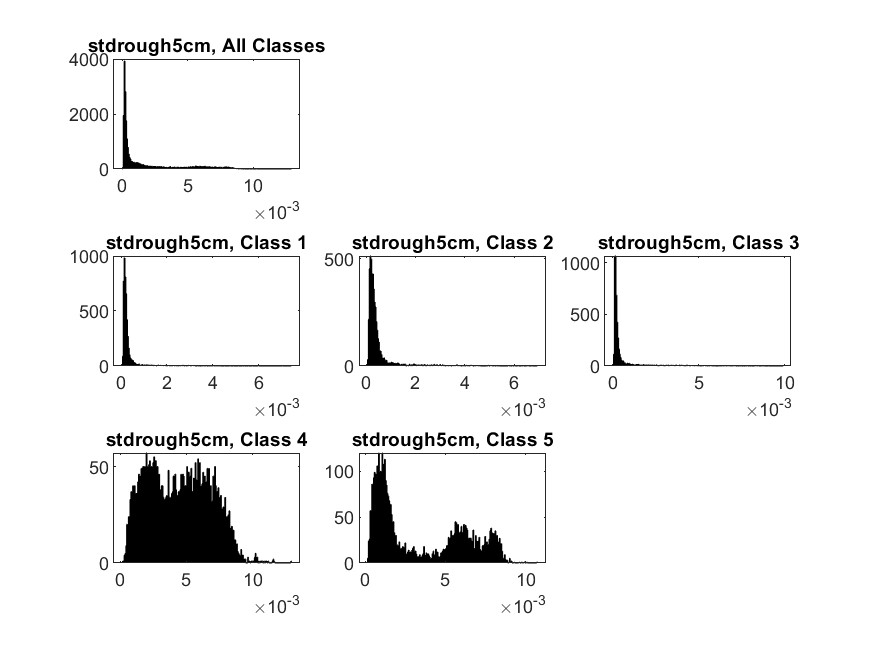 stdrough5cm, All Classes
4000
2000
0
0 5 10
×10-3
stdrough5cm, Class 1 stdrough5cm, Class 2 stdrough5cm, Class 3
1000 500 1000
500 500
0 0 0
0 2 4 6 0 2 4 6 0 5 10
×10-3 ×10-3 ×10-3
stdrough5cm, Class 4 stdrough5cm, Class 5
50 100
50
0 0
0 5 10 0 5 10
×10-3 ×10-3